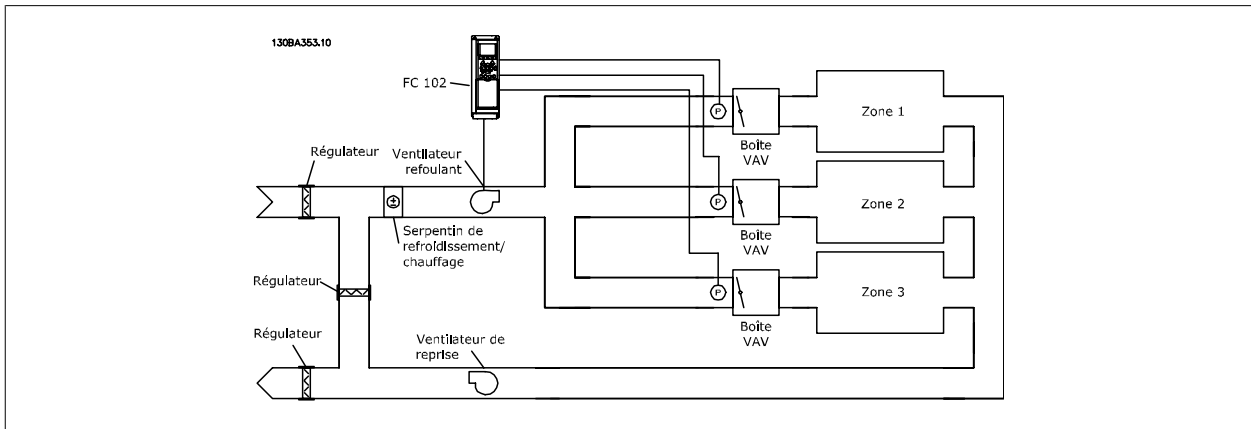 130BA353.10
FC 102
Régulateur
Ventilateur
refoulant
P
Boîte
VAV
Zone 1
Serpentin de
refroidissement/
chauffage
P
Boîte
VAV
Zone 2
Régulateur
P
Boîte
VAV
Zone 3
Régulateur
Ventilateur de
reprise